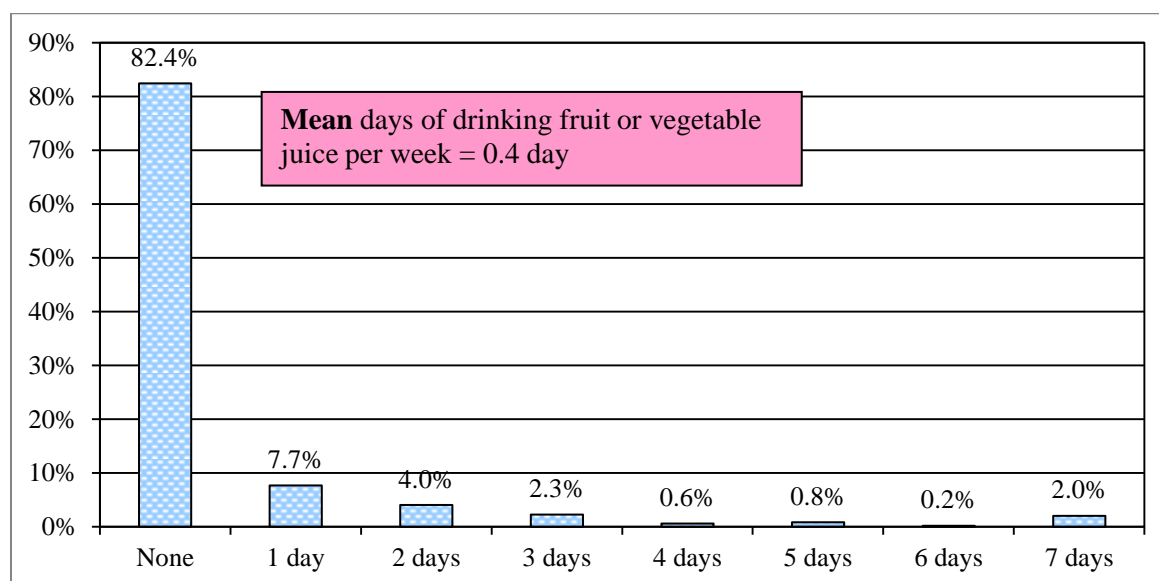 90%
82.4%
80%
Mean days of drinking fruit or vegetable
juice per week = 0.4 day
70%
60%
50%
40%
30%
20%
10%
7.7%
4.0%
2.3%
0.6%
0.8%
0.2%
2.0%
0%
None
1 day
2 days
3 days
4 days
5 days
6 days
7 days